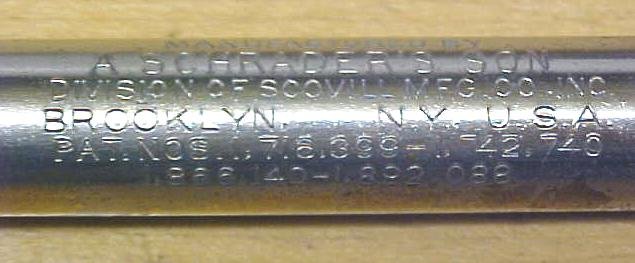 A SCHRADER'S SON
DIVISION OF SCOVILL MFG. CO. INC.
BROOKLYN. N.Y. U.S.A.
PAT. NOS. 1,716,399-1,742,740
1,866,140-1,892,088